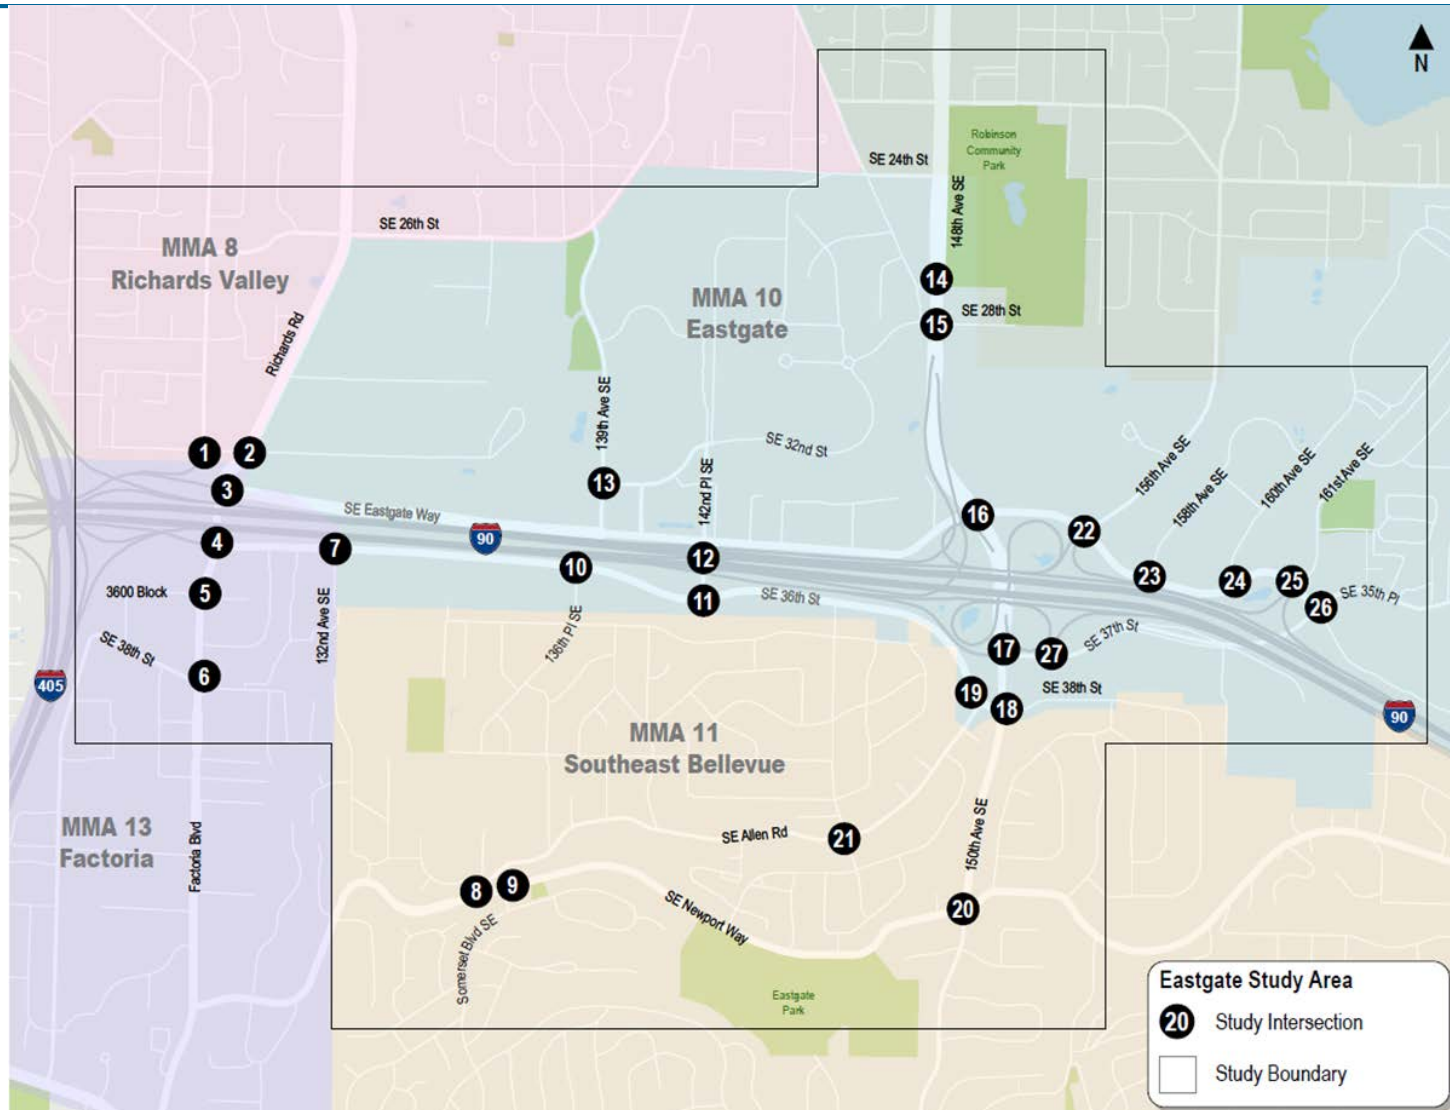 N
Robinson
Community
Park
SE 24th St
148th Ave SE
SE 26th St
MMA 8
Richards Valley
MMA 10
Eastgate
14
SE 28th St
15
Richards Rd
139th Ave SE
SE 32nd St
142nd Pl SE
156th Ave SE
158th Ave SE
160th Ave SE
161st Ave SE
1
2
3
13
SE Eastgate Way
90
16
22
4
7
12
10
23
24
25
26
SE 35th Pl
3600 Block
5
11
SE 36th St
132nd Ave SE
136th Pl SE
SE 38th St
6
405
17
27
SE 37th St
19
18
SE 38th St
90
MMA 11
Southeast Bellevue
MMA 13
Factoria
Factoria Blvd
SE Allen Rd
21
150th Ave SE
8
9
SE Newport Way
20
Somerset Blvd SE
Eastgate
Park
Eastgate Study Area
20 Study Intersection
Study Boundary